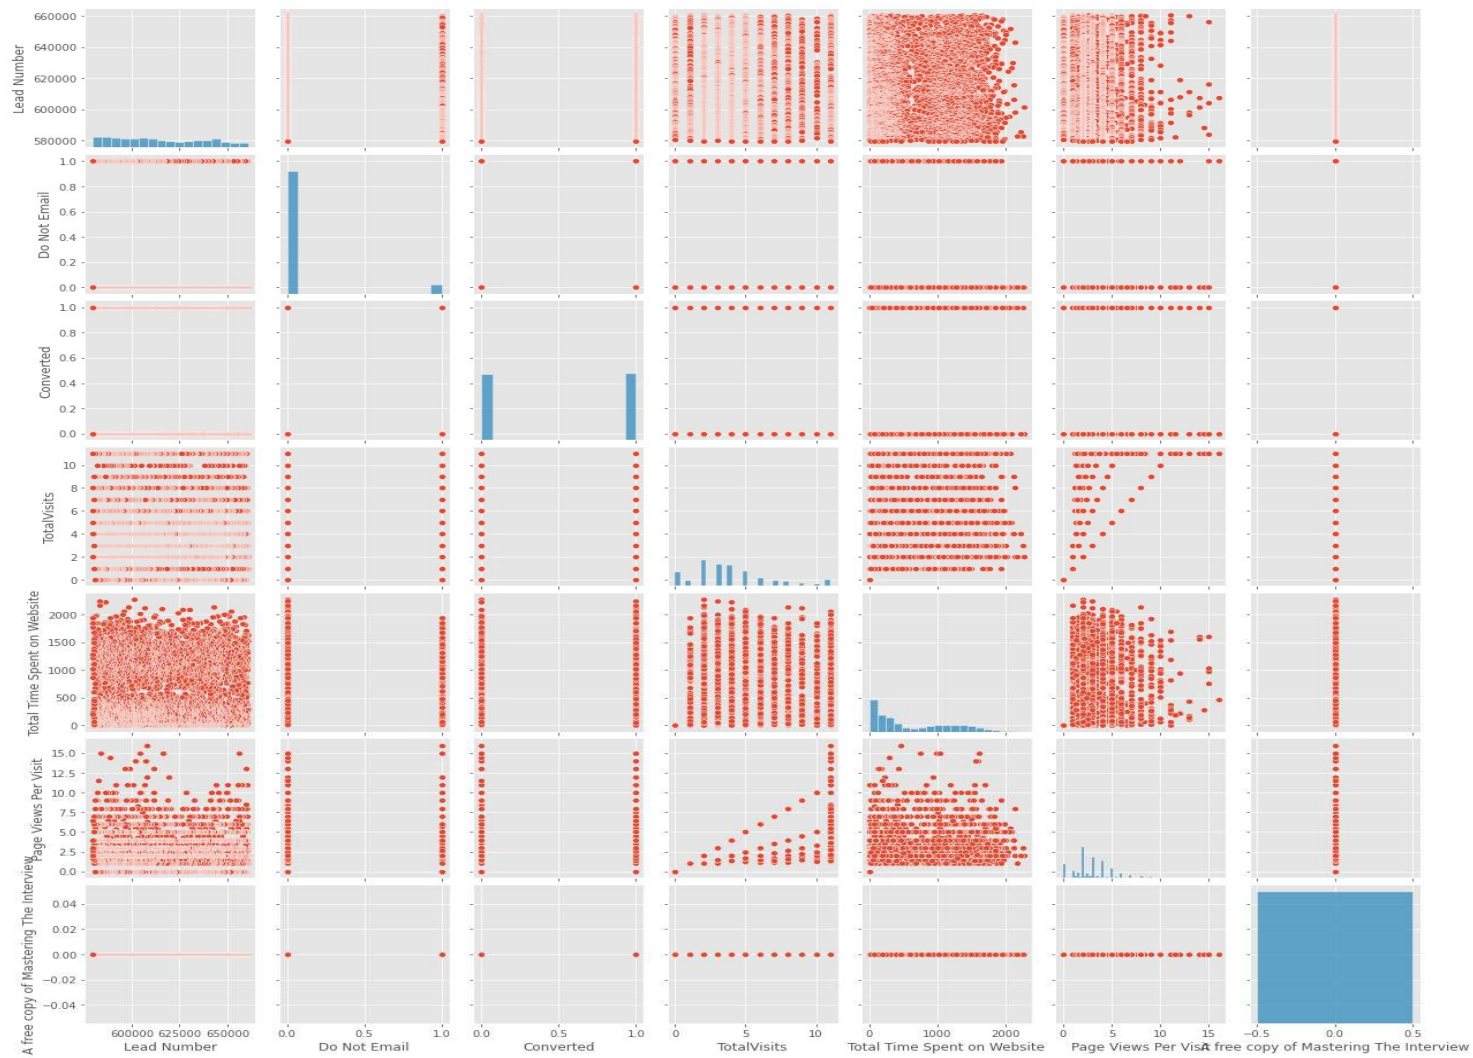 660000
640000
620000
600000
580000
Lead Number
1.0
0.8
0.6
0.4
0.2
0.0
Do Not Email
1.0
0.8
0.6
0.4
0.2
0.0
Converted
10
8
6
4
2
0
TotalVisits
2000
1500
1000
500
0
Total Time Spent on Website
15.0
12.5
10.0
7.5
5.0
2.5
0.0
Page Views Per Visit
0.04
0.02
0.00
−0.02
−0.04
A free copy of Mastering The Interview
600000 625000 650000
Lead Number
0.0 0.5 1.0
Do Not Email
0.0 0.5 1.0
Converted
0 5 10
TotalVisits
0 1000 2000
Total Time Spent on Website
0 5 10 15
Page Views Per Visit
−0.5 0.0 0.5
A free copy of Mastering The Interview